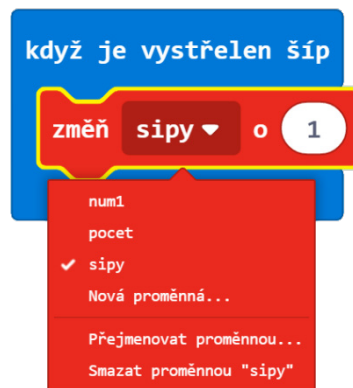 když je vystřelen šíp
změň sipy o 1
num1
pocet
sipy
Nová proměnná...
Přejmenovat proměnnou...
Smazat proměnnou "sipy"